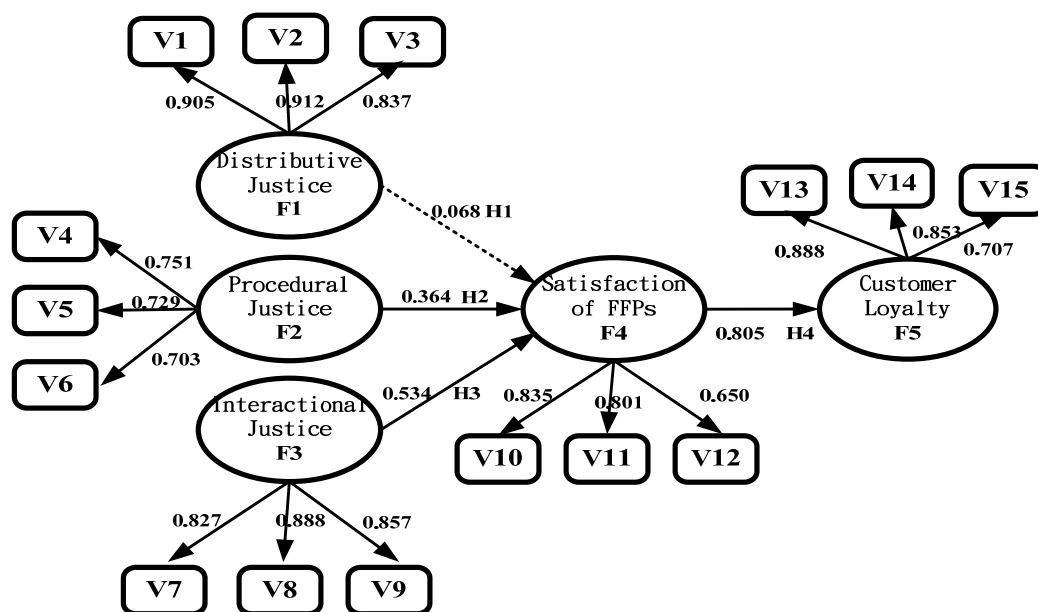 V1
V2
V3
0.905
0.912
0.837
Distributive
Justice
F1
0.068 H1
V4
V5
V6
0.751
0.729
0.703
Procedural
Justice
F2
0.364 H2
Interactional
Justice
F3
0.534 H3
0.827
0.888
0.857
V7
V8
V9
Satisfaction
of FFPs
F4
0.835
0.801
0.650
V10
V11
V12
0.805 H4
V13
V14
V15
0.888
0.853
0.707
Customer
Loyalty
F5